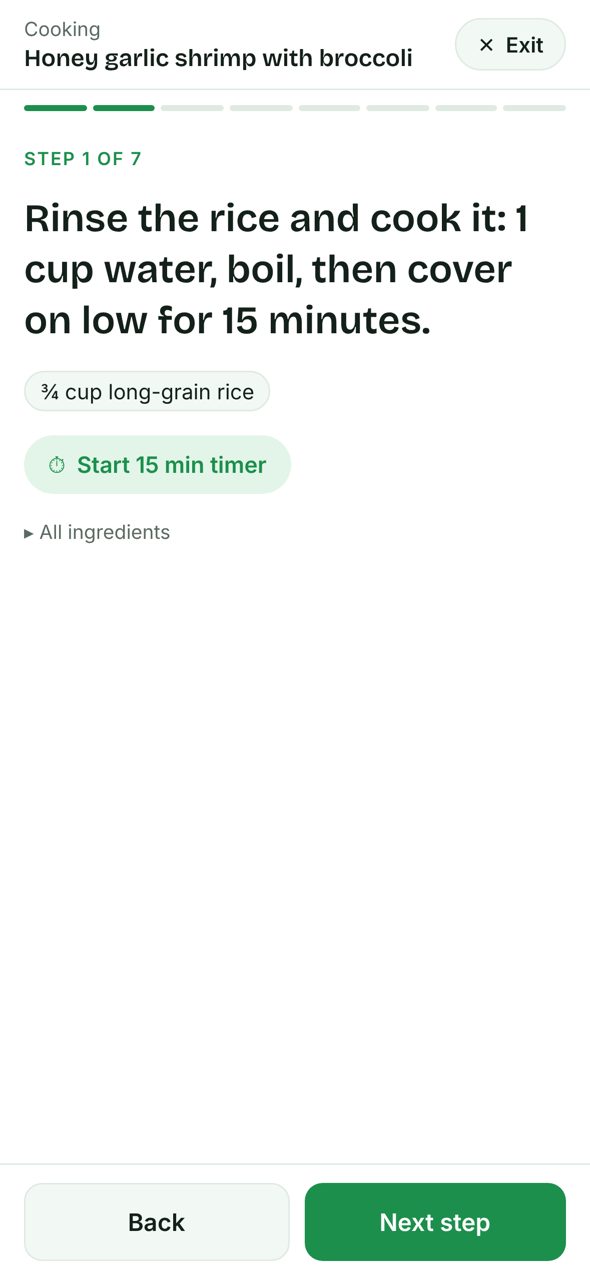 Cooking
Honey garlic shrimp with broccoli
✕ Exit
STEP 1 OF 7
Rinse the rice and cook it: 1
cup water, boil, then cover
on low for 15 minutes.
¾ cup long-grain rice
⏱ Start 15 min timer
▸ All ingredients
Back
Next step